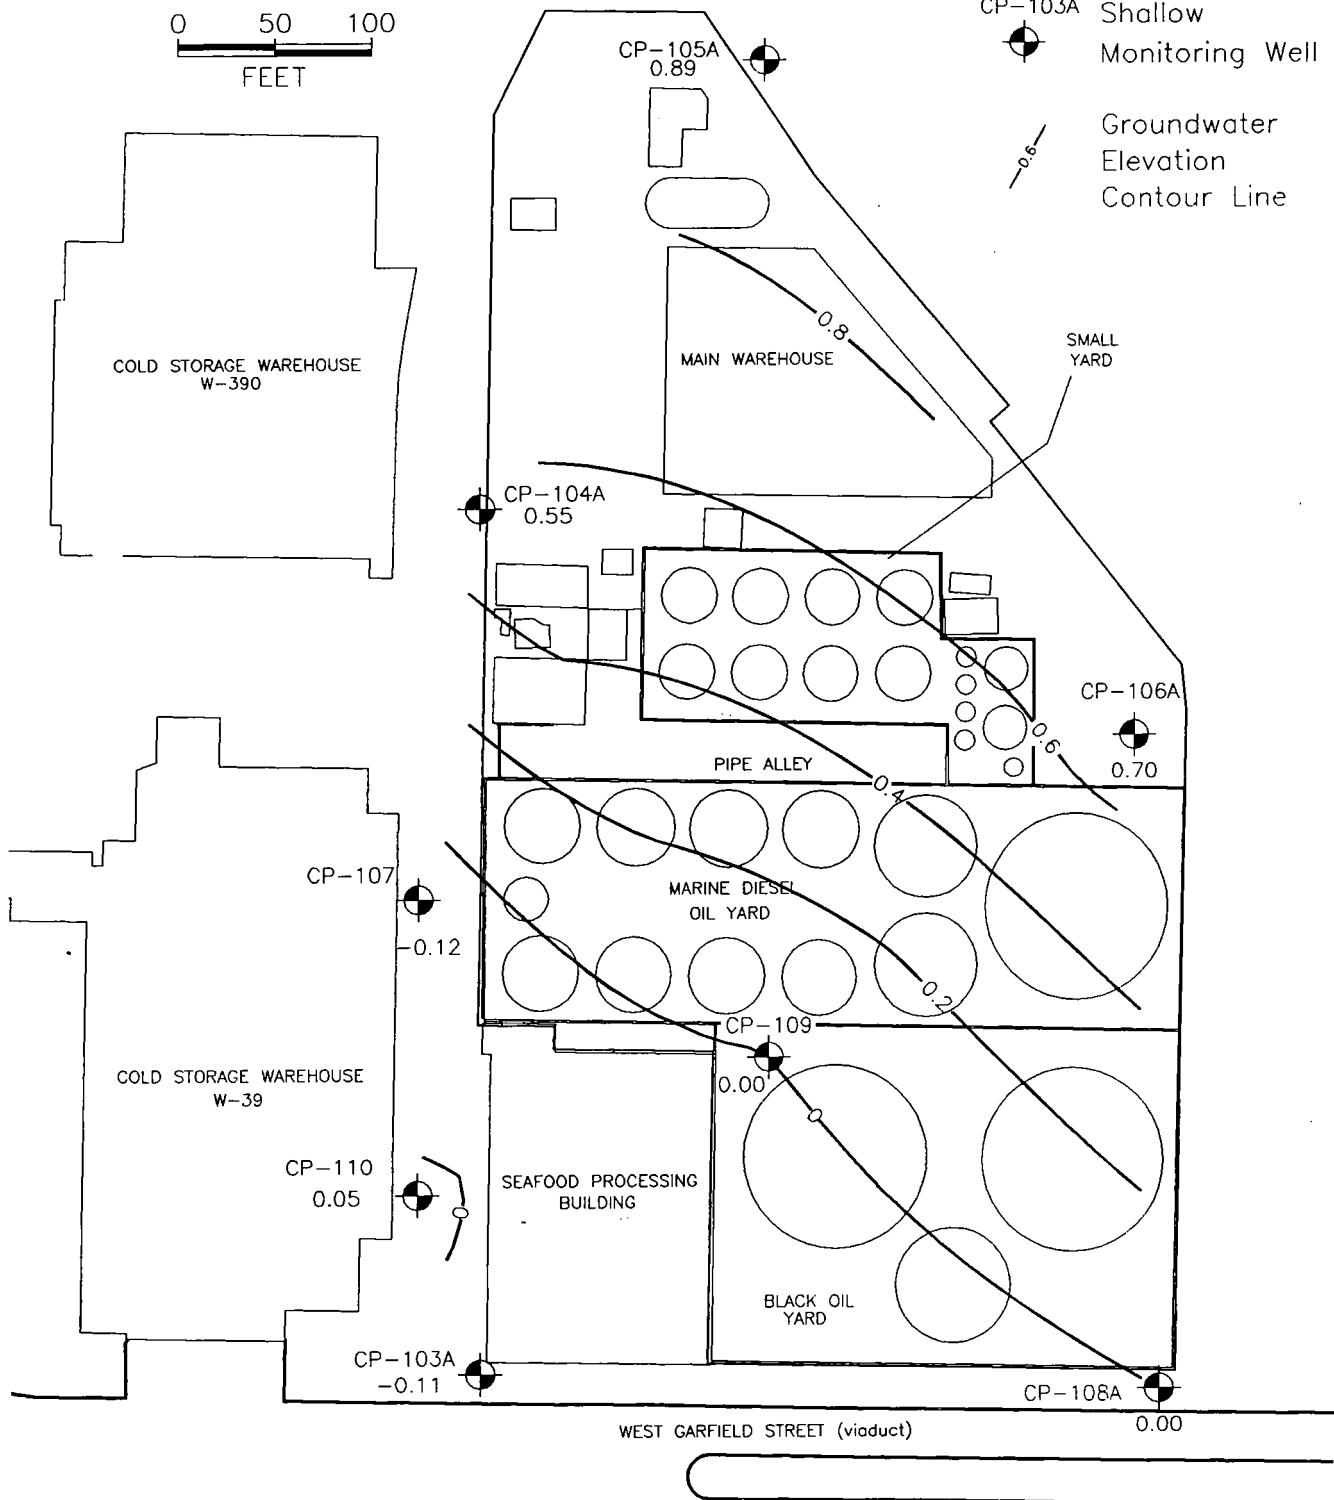 0 50 100
FEET
CP-103A Shallow
Monitoring Well
Groundwater
-0.6- Elevation
Contour Line
CP-105A
0.89
COLD STORAGE WAREHOUSE
W-390
0.8
MAIN WAREHOUSE
SMALL
YARD
CP-104A
0.55
CP-106A
0.70
0.6
PIPE ALLEY
0.4
CP-107
-0.12
MARINE DIESEL
OIL YARD
0.2
CP-109
0.00
0
COLD STORAGE WAREHOUSE
W-39
CP-110
0.05
0
SEAFOOD PROCESSING
BUILDING
BLACK OIL
YARD
CP-103A
-0.11
CP-108A
0.00
WEST GARFIELD STREET (viaduct)